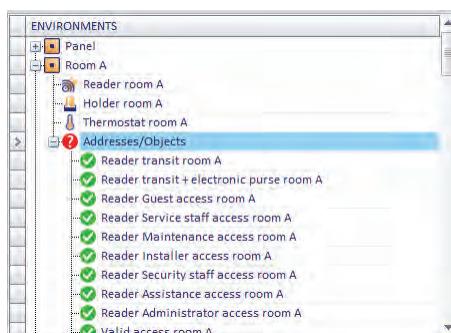 ENVIRONMENTS
Panel
Room A
Reader room A
Holder room A
Thermostat room A
Addresses/Objects
Reader transit room A
Reader transit + electronic purse room A
Reader Guest access room A
Reader Service staff access room A
Reader Maintenance access room A
Reader Installer access room A
Reader Security staff access room A
Reader Assistance access room A
Reader Administrator access room A
Valid access room A